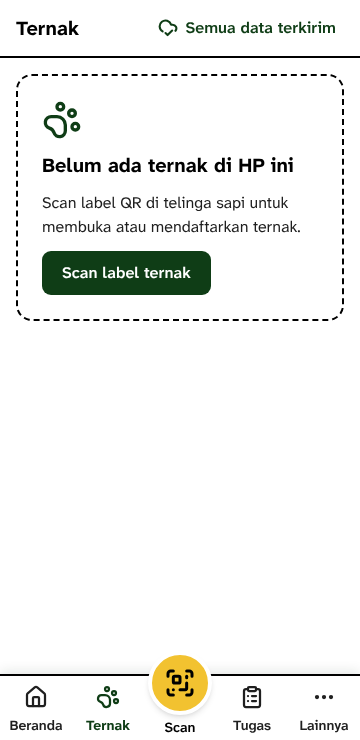 Ternak
Semua data terkirim
Belum ada ternak di HP ini
Scan label QR di telinga sapi untuk
membuka atau mendaftarkan ternak.
Scan label ternak
Beranda
Ternak
Scan
Tugas
Lainnya